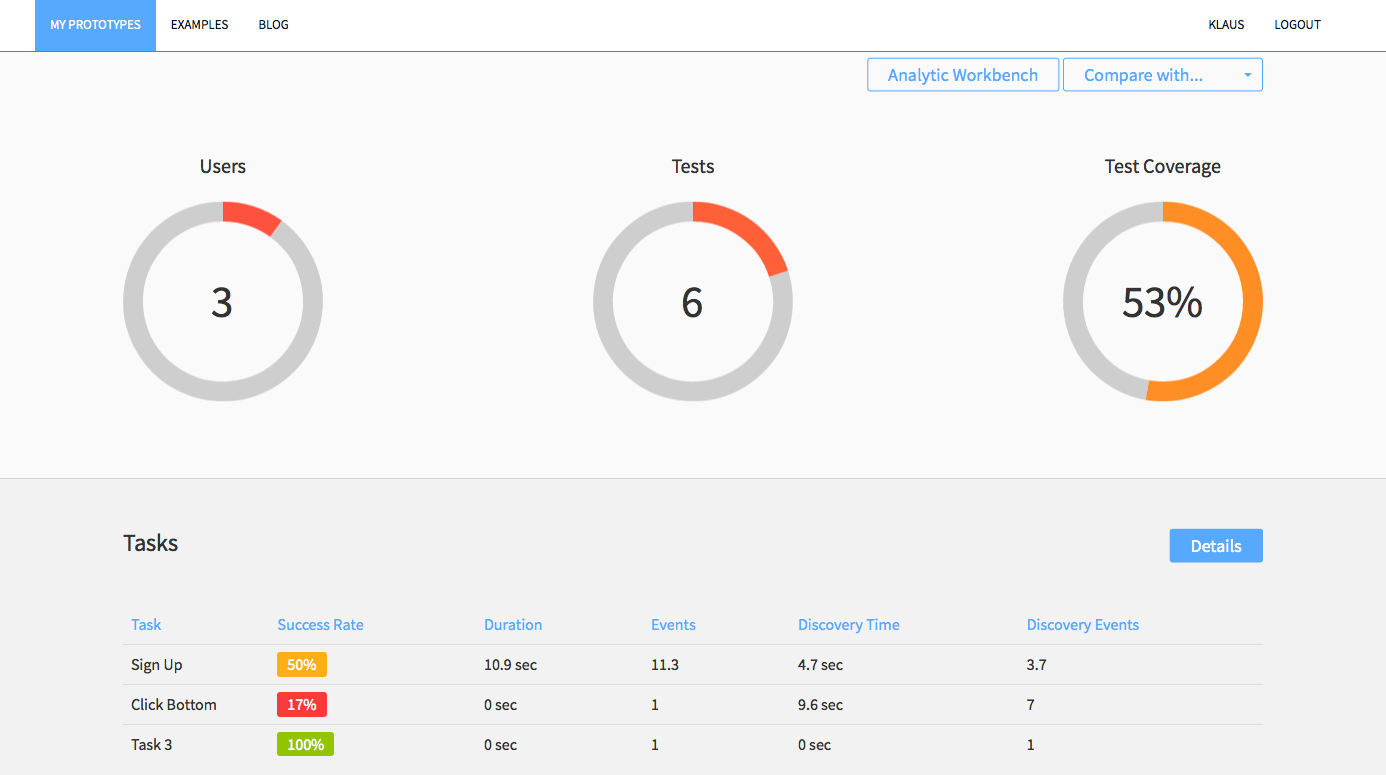 MY PROTOTYPES EXAMPLES BLOG KLAUS LOGOUT
Analytic Workbench Compare with...
Users Tests Test Coverage
3 6 53%
Tasks Details
Task Success Rate Duration Events Discovery Time Discovery Events
Sign Up 50% 10.9 sec 11.3 4.7 sec 3.7
Click Bottom 17% 0 sec 1 9.6 sec 7
Task 3 100% 0 sec 1 0 sec 1